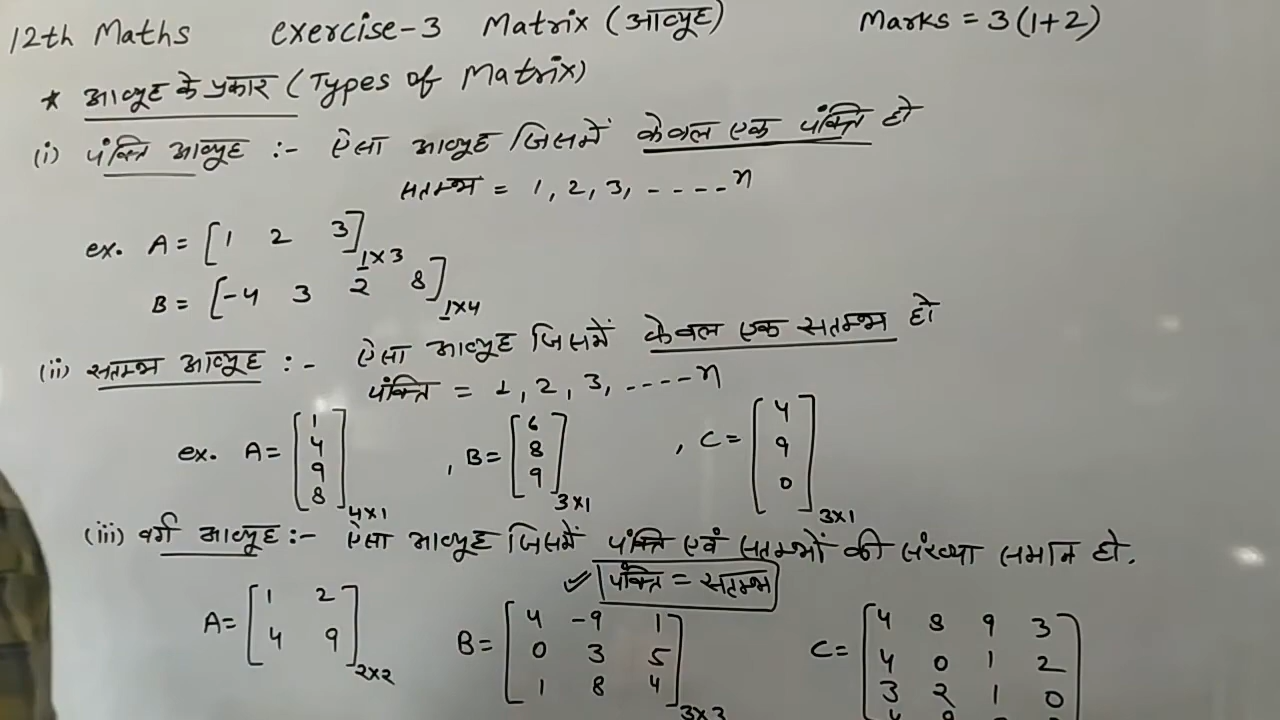 12th Maths exercise-3 Matrix (आव्यूह) Marks = 3(1+2)
* आव्यूह के प्रकार (Types of Matrix)
(i) पंक्ति आव्यूह :- ऐसा आव्यूह जिसमें केवल एक पंक्ति हो
स्तम्भ = 1, 2, 3, - - - - n
ex. A = [1 2 3]1×3
B = [-4 3 2 8]1×4
(ii) स्तम्भ आव्यूह :- ऐसा आव्यूह जिसमें केवल एक स्तम्भ हो
पंक्ति = 1, 2, 3, ----- n
ex. A = [1 4 9 8]4×1 , B = [6 8 9]3×1 , C = [4 9 0]3×1
(iii) वर्ग आव्यूह :- ऐसा आव्यूह जिसमें पंक्ति एवं स्तम्भों की संख्या समान हो.
✓ पंक्ति = स्तम्भ
A = [1 2
4 9]2×2
B = [4 -9 1
0 3 5
1 8 4]3×3
C = [4 8 9 3
4 0 1 2
3 2 1 0